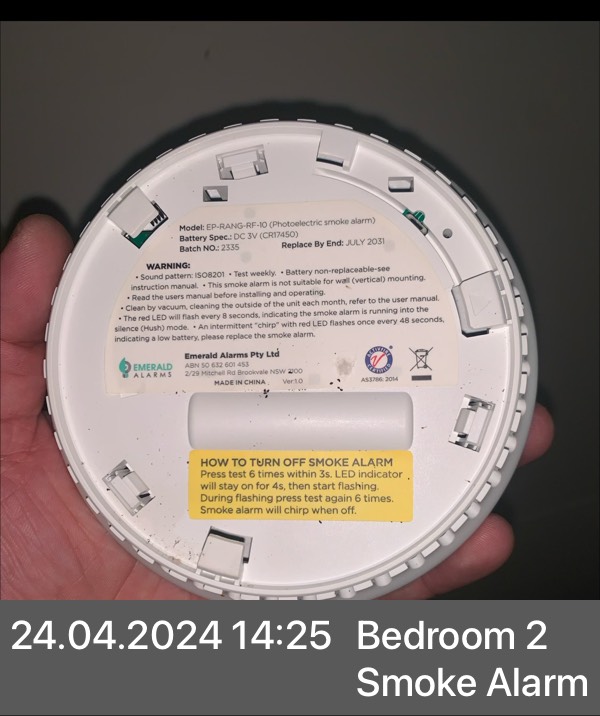 Model: EP-RANG-RF-10 (Photoelectric smoke alarm)
Battery Spec.: DC 3V (CR17450)
Batch NO.: 2335 Replace By End: JULY 2031
WARNING:
• Sound pattern: ISO8201 • Test weekly. • Battery non-replaceable-see
instruction manual. • This smoke alarm is not suitable for wall (vertical) mounting.
• Read the users manual before installing and operating.
• Clean by vacuum, cleaning the outside of the unit each month, refer to the user manual.
• The red LED will flash every 8 seconds, indicating the smoke alarm is running into the
silence (Hush) mode. • An intermittent "chirp" with red LED flashes once every 48 seconds,
indicating a low battery, please replace the smoke alarm.
EMERALD
ALARMS
Emerald Alarms Pty Ltd
ABN 50 632 601 453
2/29 Mitchell Rd Brookvale NSW 2100
MADE IN CHINA Ver:1.0
AS3786: 2014
HOW TO TURN OFF SMOKE ALARM
Press test 6 times within 3s. LED indicator
will stay on for 4s, then start flashing.
During flashing press test again 6 times.
Smoke alarm will chirp when off.
24.04.2024 14:25 Bedroom 2
Smoke Alarm